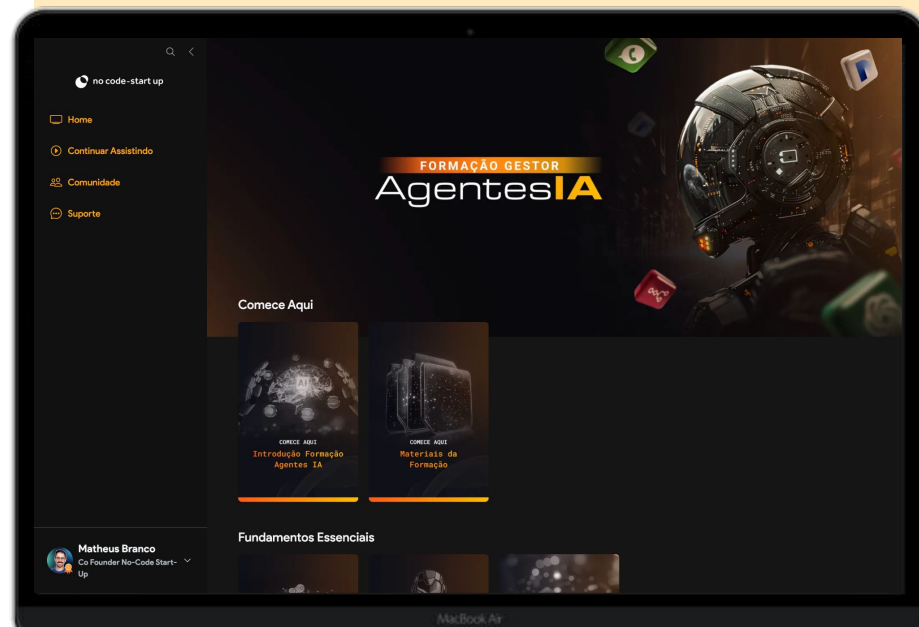 no code-start up
Home
Continuar Assistindo
Comunidade
Suporte
FORMAÇÃO GESTOR
AgentesIA
Comece Aqui
AI
COMECE AQUI
Introdução Formação
Agentes IA
COMECE AQUI
Materiais da
Formação
Fundamentos Essenciais
Matheus Branco
Co Founder No-Code Start-
Up
MacBook Air